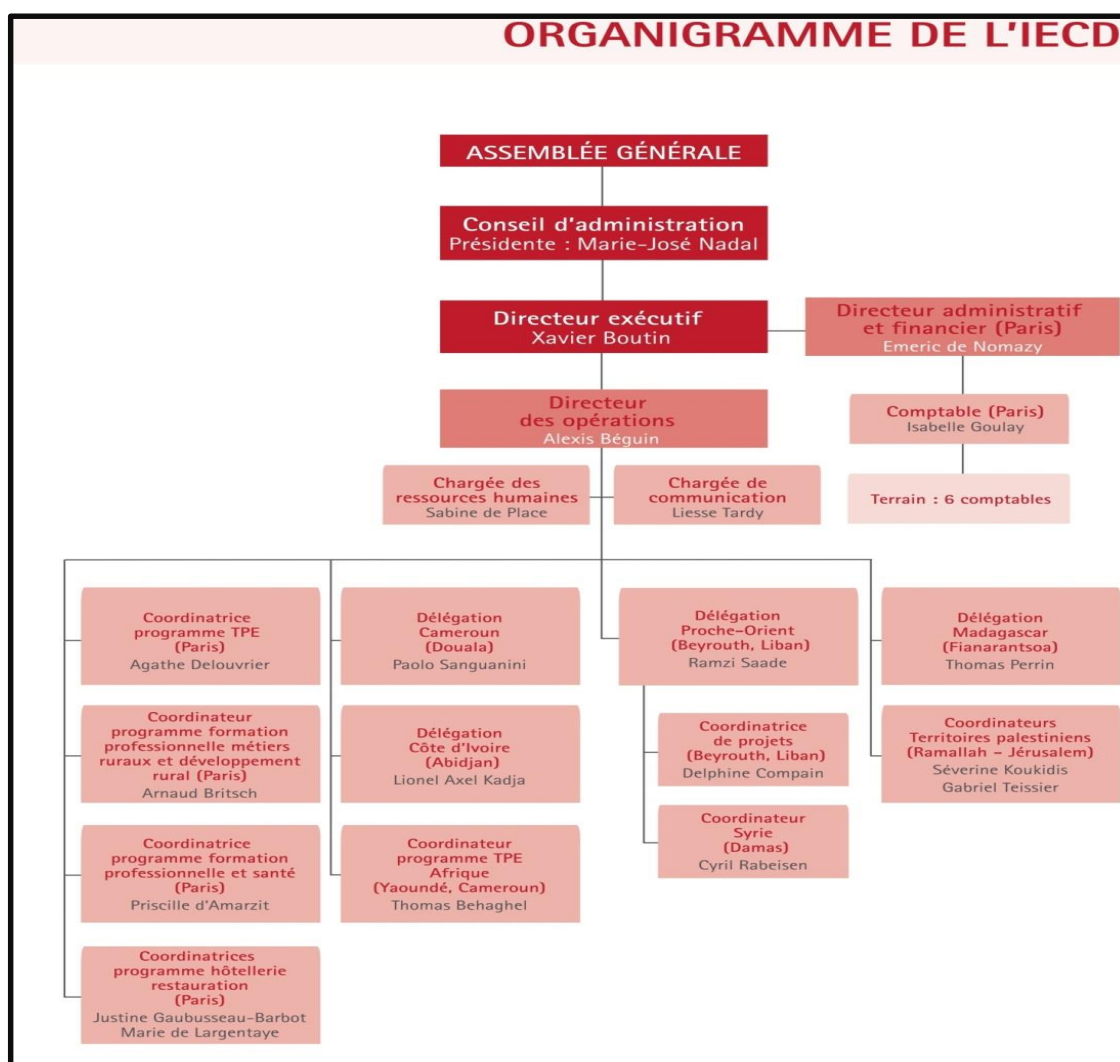 ORGANIGRAMME DE L'IECD
ASSEMBLÉE GÉNÉRALE
Conseil d'administration
Présidente : Marie-José Nadal
Directeur exécutif
Xavier Boutin
Directeur administratif
et financier (Paris)
Emeric de Nomazy
Directeur
des opérations
Alexis Béguin
Comptable (Paris)
Isabelle Goulay
Chargée des
ressources humaines
Sabine de Place
Chargée de
communication
Liesse Tardy
Terrain : 6 comptables
Coordinatrice
programme TPE
(Paris)
Agathe Delouvrier
Coordinateur
programme formation
professionnelle métiers
ruraux et développement
rural (Paris)
Arnaud Britsch
Coordinatrice
programme formation
professionnelle et santé
(Paris)
Priscille d'Amarzit
Coordinatrices
programme hôtellerie
restauration
(Paris)
Justine Gaubusseau-Barbot
Marie de Largentaye
Délégation
Cameroun
(Douala)
Paolo Sanguanini
Délégation
Côte d'Ivoire
(Abidjan)
Lionel Axel Kadja
Coordinateur
programme TPE
Afrique
(Yaoundé, Cameroun)
Thomas Behaghel
Délégation
Proche-Orient
(Beyrouth, Liban)
Ramzi Saade
Coordinatrice
de projets
(Beyrouth, Liban)
Delphine Compain
Coordinateur
Syrie
(Damas)
Cyril Rabeisen
Délégation
Madagascar
(Fianarantsoa)
Thomas Perrin
Coordinateurs
Territoires palestiniens
(Ramallah – Jérusalem)
Séverine Koukidis
Gabriel Teissier